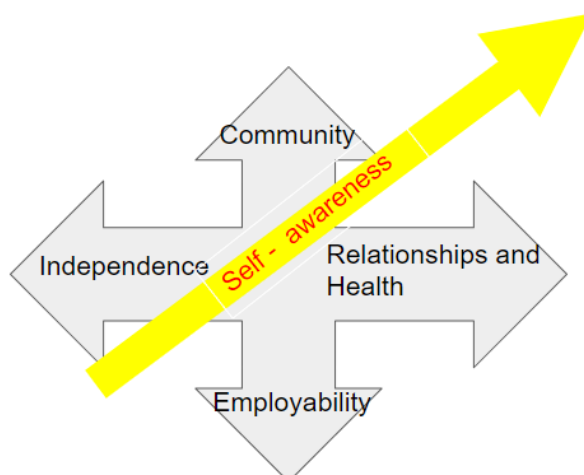 Community
Self - awareness
Independence
Relationships and
Health
Employability